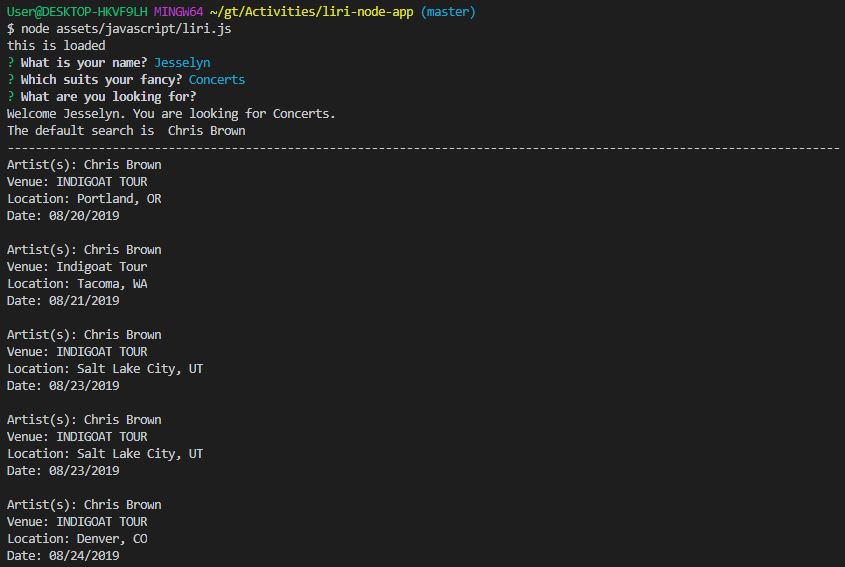 User@DESKTOP-HKVF9LH MINGW64 ~/gt/Activities/liri-node-app (master)
$ node assets/javascript/liri.js
this is loaded
? What is your name? Jesselyn
? Which suits your fancy? Concerts
? What are you looking for?
Welcome Jesselyn. You are looking for Concerts.
The default search is  Chris Brown
-----------------------------------------------------------------------------------------------------------------------
Artist(s): Chris Brown
Venue: INDIGOAT TOUR
Location: Portland, OR
Date: 08/20/2019

Artist(s): Chris Brown
Venue: Indigoat Tour
Location: Tacoma, WA
Date: 08/21/2019

Artist(s): Chris Brown
Venue: INDIGOAT TOUR
Location: Salt Lake City, UT
Date: 08/23/2019

Artist(s): Chris Brown
Venue: INDIGOAT TOUR
Location: Salt Lake City, UT
Date: 08/23/2019

Artist(s): Chris Brown
Venue: INDIGOAT TOUR
Location: Denver, CO
Date: 08/24/2019